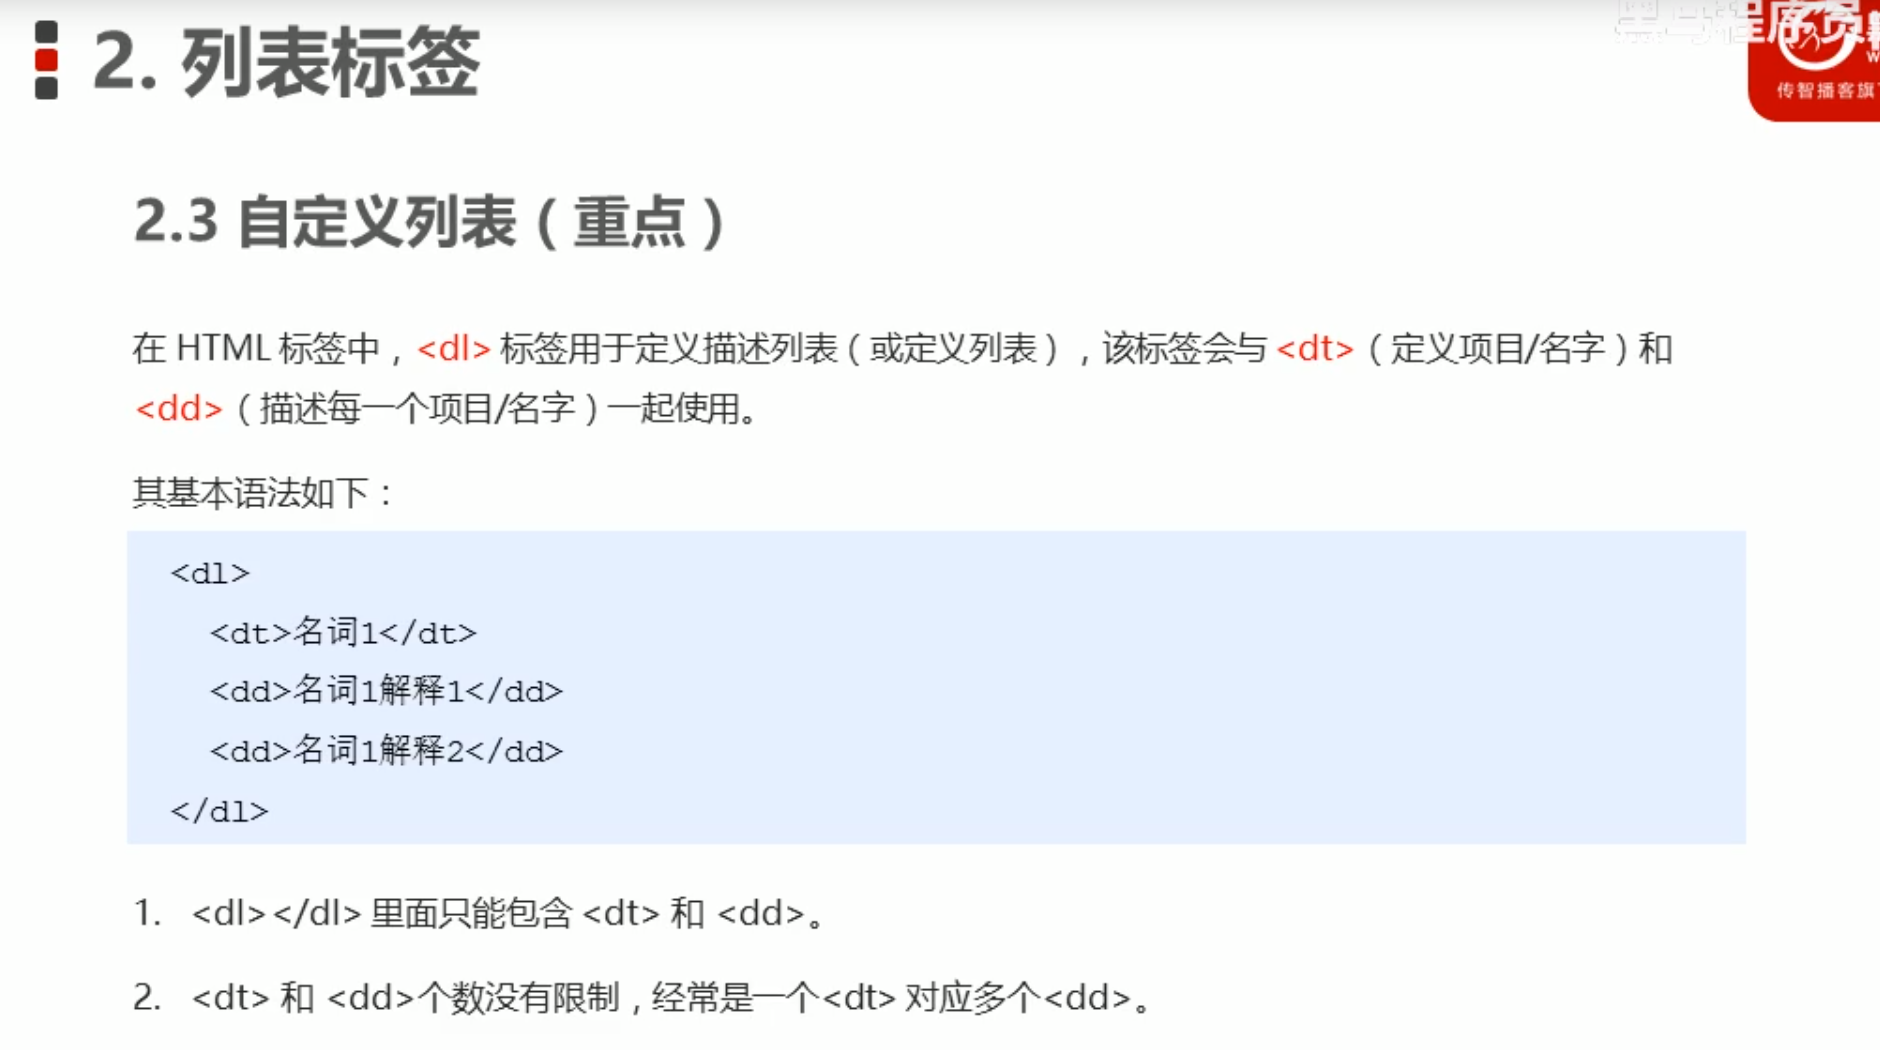 2. 列表标签
黑马程序员
传智播客旗
2.3 自定义列表（重点）
在 HTML 标签中，<dl> 标签用于定义描述列表（或定义列表），该标签会与 <dt>（定义项目/名字）和
<dd>（描述每一个项目/名字）一起使用。
其基本语法如下：
<dl>
<dt>名词1</dt>
<dd>名词1解释1</dd>
<dd>名词1解释2</dd>
</dl>
1. <dl></dl> 里面只能包含 <dt> 和 <dd>。
2. <dt> 和 <dd>个数没有限制，经常是一个<dt> 对应多个<dd>。